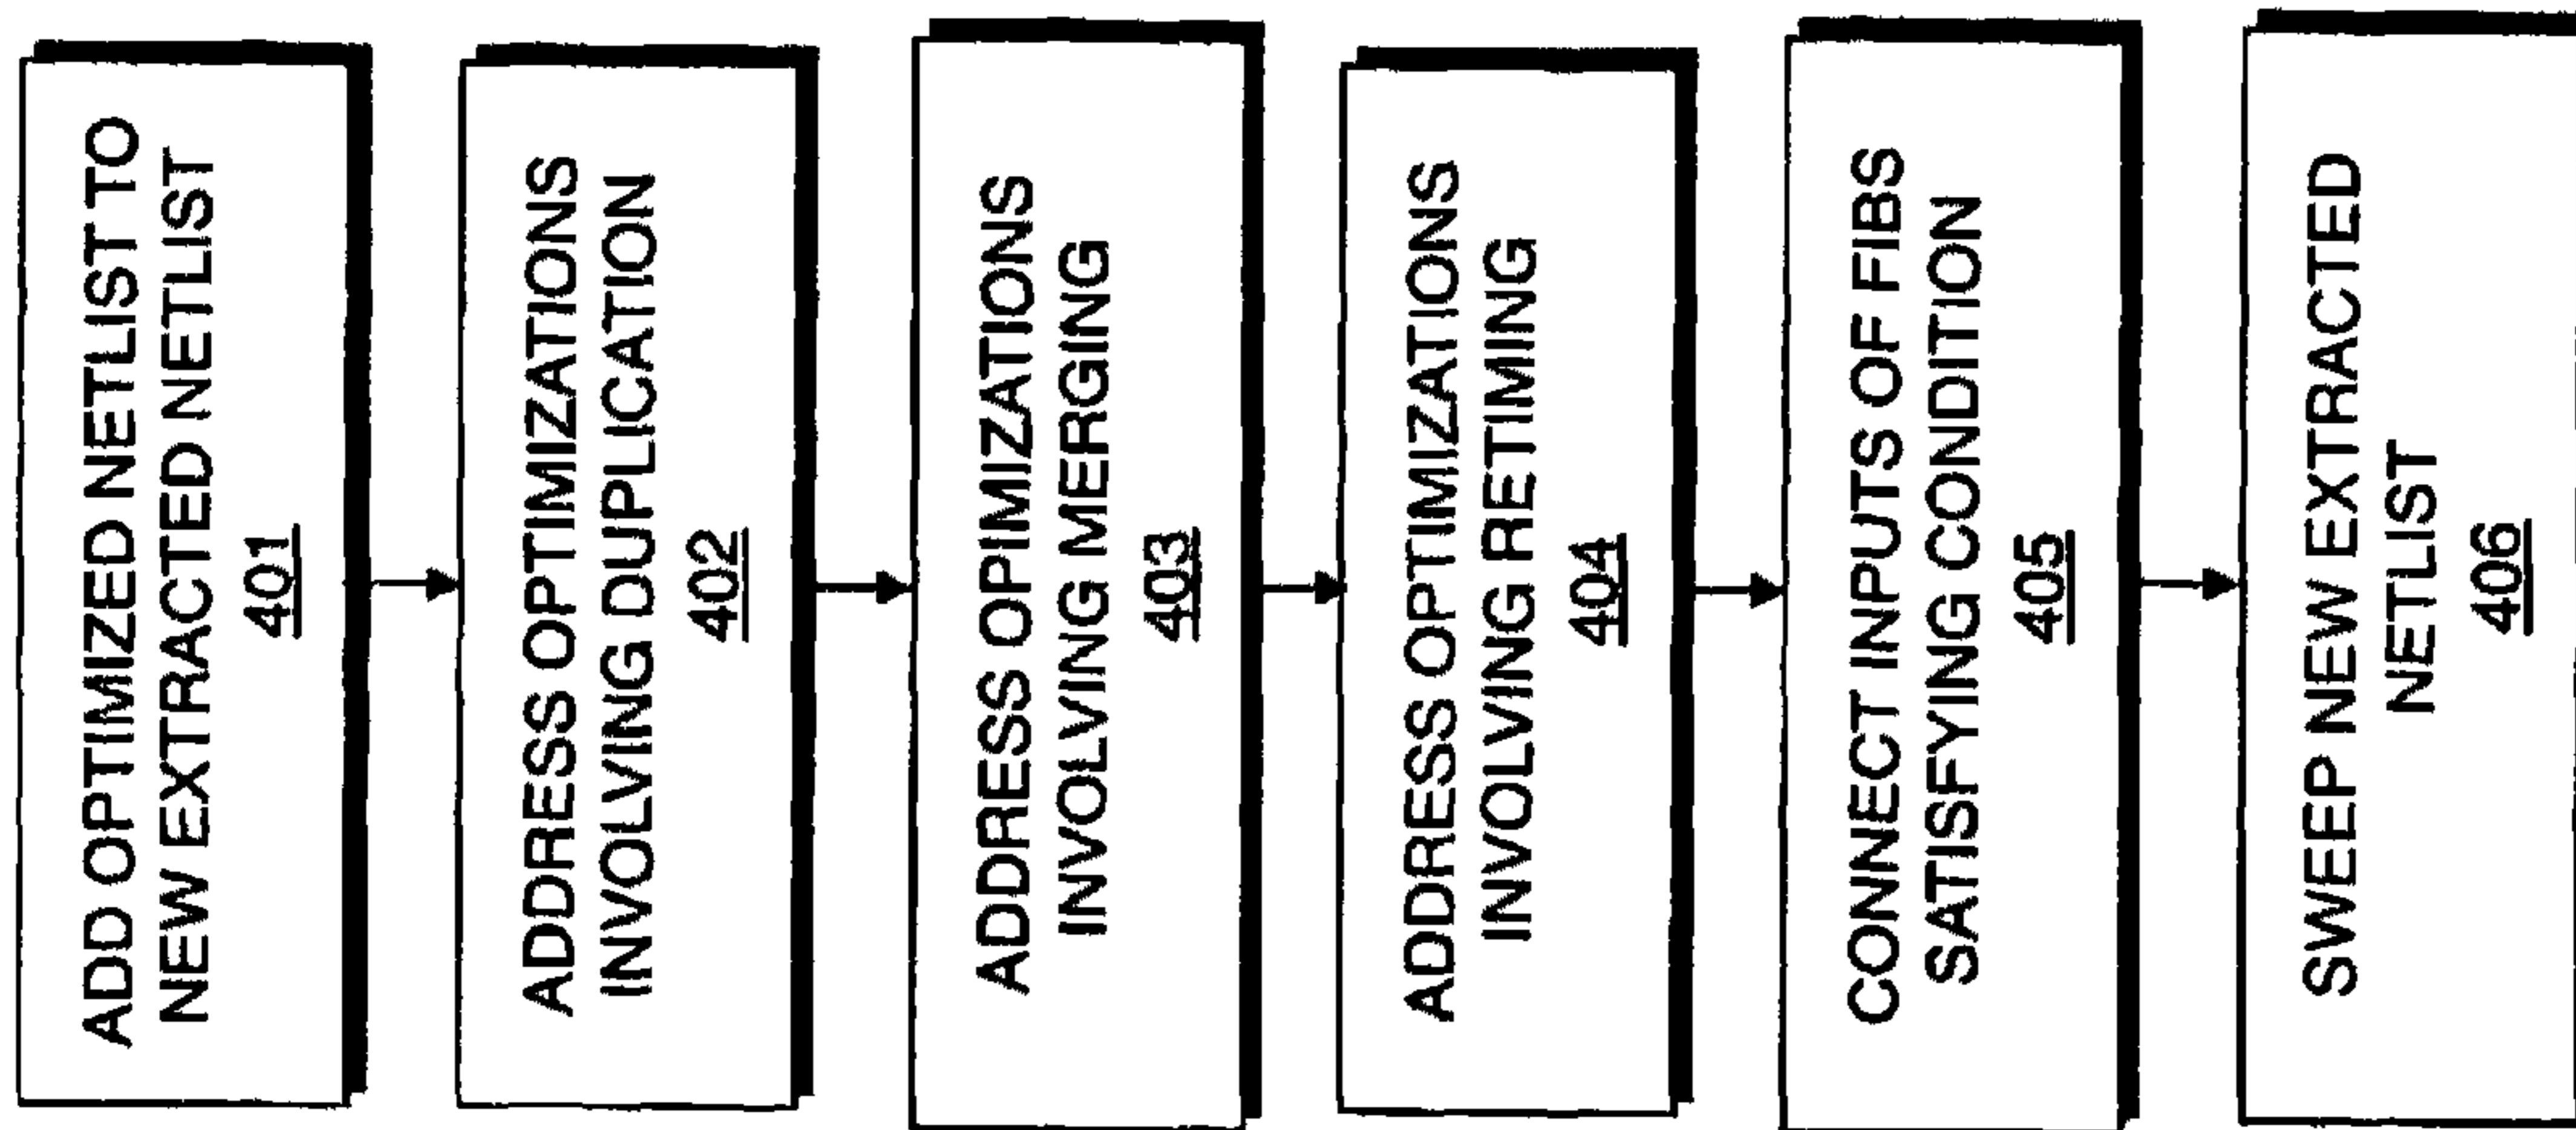 ADD OPTIMIZED NETLIST TO
NEW EXTRACTED NETLIST
401
ADDRESS OPTIMIZATIONS
INVOLVING DUPLICATION
402
ADDRESS OPIMIZATIONS
INVOLVING MERGING
403
ADDRESS OPTIMIZATIONS
INVOLVING RETIMING
404
CONNECT INPUTS OF FIBS
SATISFYING CONDITION
405
SWEEP NEW EXTRACTED
NETLIST
406